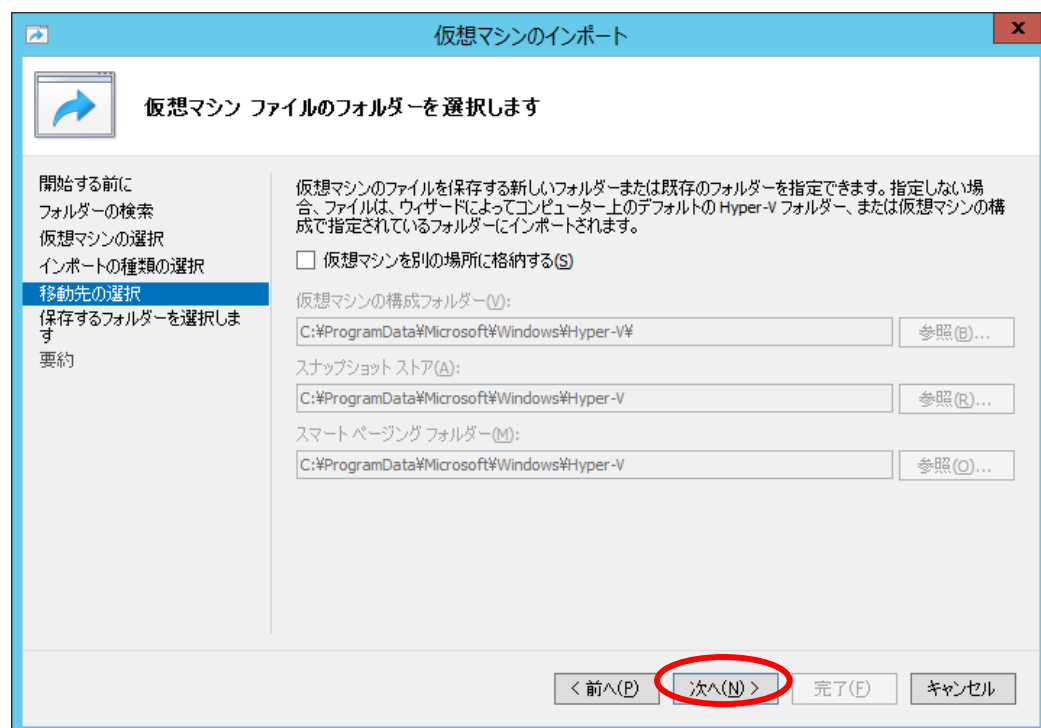 仮想マシンのインポート
x
仮想マシン ファイルのフォルダーを選択します
開始する前に
フォルダーの検索
仮想マシンの選択
インポートの種類の選択
移動先の選択
保存するフォルダーを選択しま
す
要約
仮想マシンのファイルを保存する新しいフォルダーまたは既存のフォルダーを指定できます。指定しない場
合、ファイルは、ウィザードによってコンピューター上のデフォルトの Hyper-V フォルダー、または仮想マシンの構
成で指定されているフォルダーにインポートされます。
仮想マシンを別の場所に格納する(S)
仮想マシンの構成フォルダー(V):
C:¥ProgramData¥Microsoft¥Windows¥Hyper-V¥
参照(B)...
スナップショット ストア(A):
C:¥ProgramData¥Microsoft¥Windows¥Hyper-V
参照(R)...
スマート ページング フォルダー(M):
C:¥ProgramData¥Microsoft¥Windows¥Hyper-V
参照(O)...
< 前へ(P)
次へ(N) >
完了(F)
キャンセル